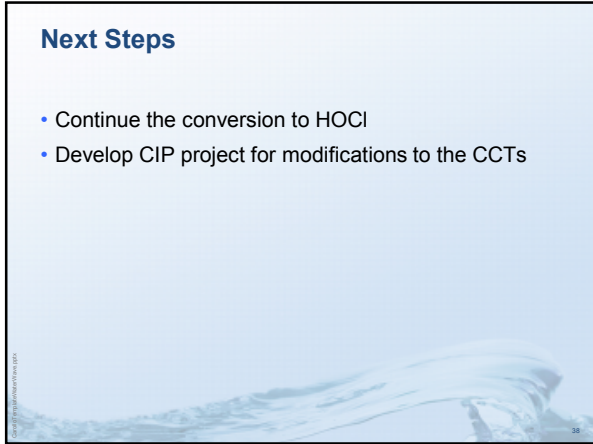 Next Steps
• Continue the conversion to HOCl
• Develop CIP project for modifications to the CCTs
38